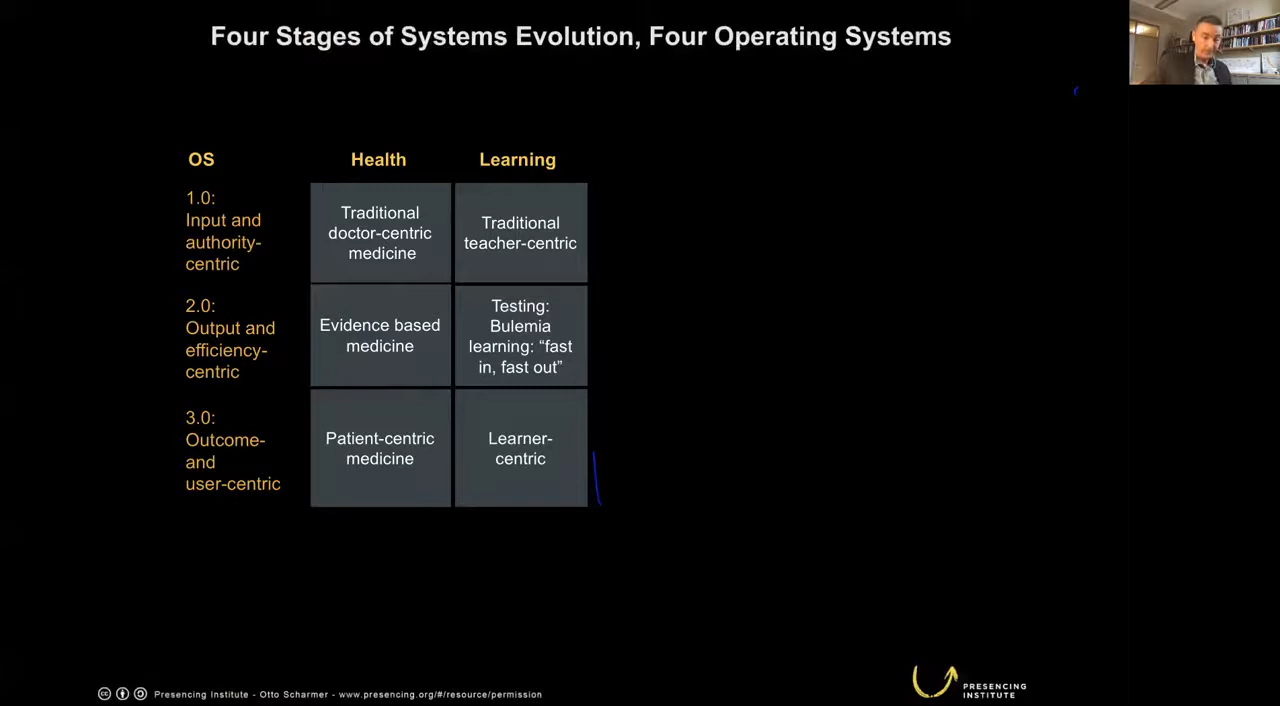 Four Stages of Systems Evolution, Four Operating Systems
OS
Health
Learning
1.0:
Input and
authority-
centric
Traditional
doctor-centric
medicine
Traditional
teacher-centric
2.0:
Output and
efficiency-
centric
Evidence based
medicine
Testing:
Bulemia
learning: “fast
in, fast out”
3.0:
Outcome-
and
user-centric
Patient-centric
medicine
Learner-
centric
cc
Presencing Institute - Otto Scharmer - www.presencing.org/#/resource/permission
PRESENCING
INSTITUTE